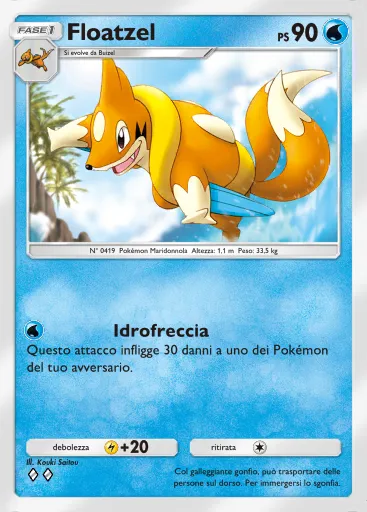 FASE 1
Floatzel
PS 90
Si evolve da Buizel
N° 0419 Pokémon Maridonnola Altezza: 1,1 m Peso: 33,5 kg
Idrofreccia
Questo attacco infligge 30 danni a uno dei Pokémon
del tuo avversario.
debolezza +20 ritirata
Ill. Kouki Saitou
Col galleggiante gonfio, può trasportare delle
persone sul dorso. Per immergersi lo sgonfia.